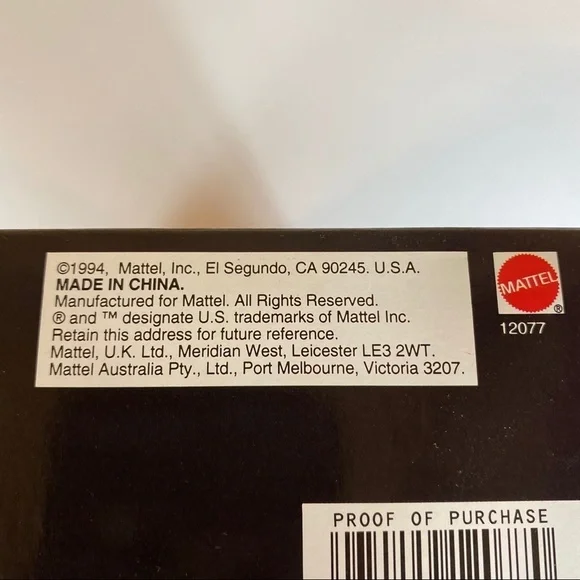 ©1994, Mattel, Inc., El Segundo, CA 90245. U.S.A.
MADE IN CHINA.
Manufactured for Mattel. All Rights Reserved.
® and ™ designate U.S. trademarks of Mattel Inc.
Retain this address for future reference.
Mattel, U.K. Ltd., Meridian West, Leicester LE3 2WT.
Mattel Australia Pty., Ltd., Port Melbourne, Victoria 3207.
MATTEL®
12077
PROOF OF PURCHASE